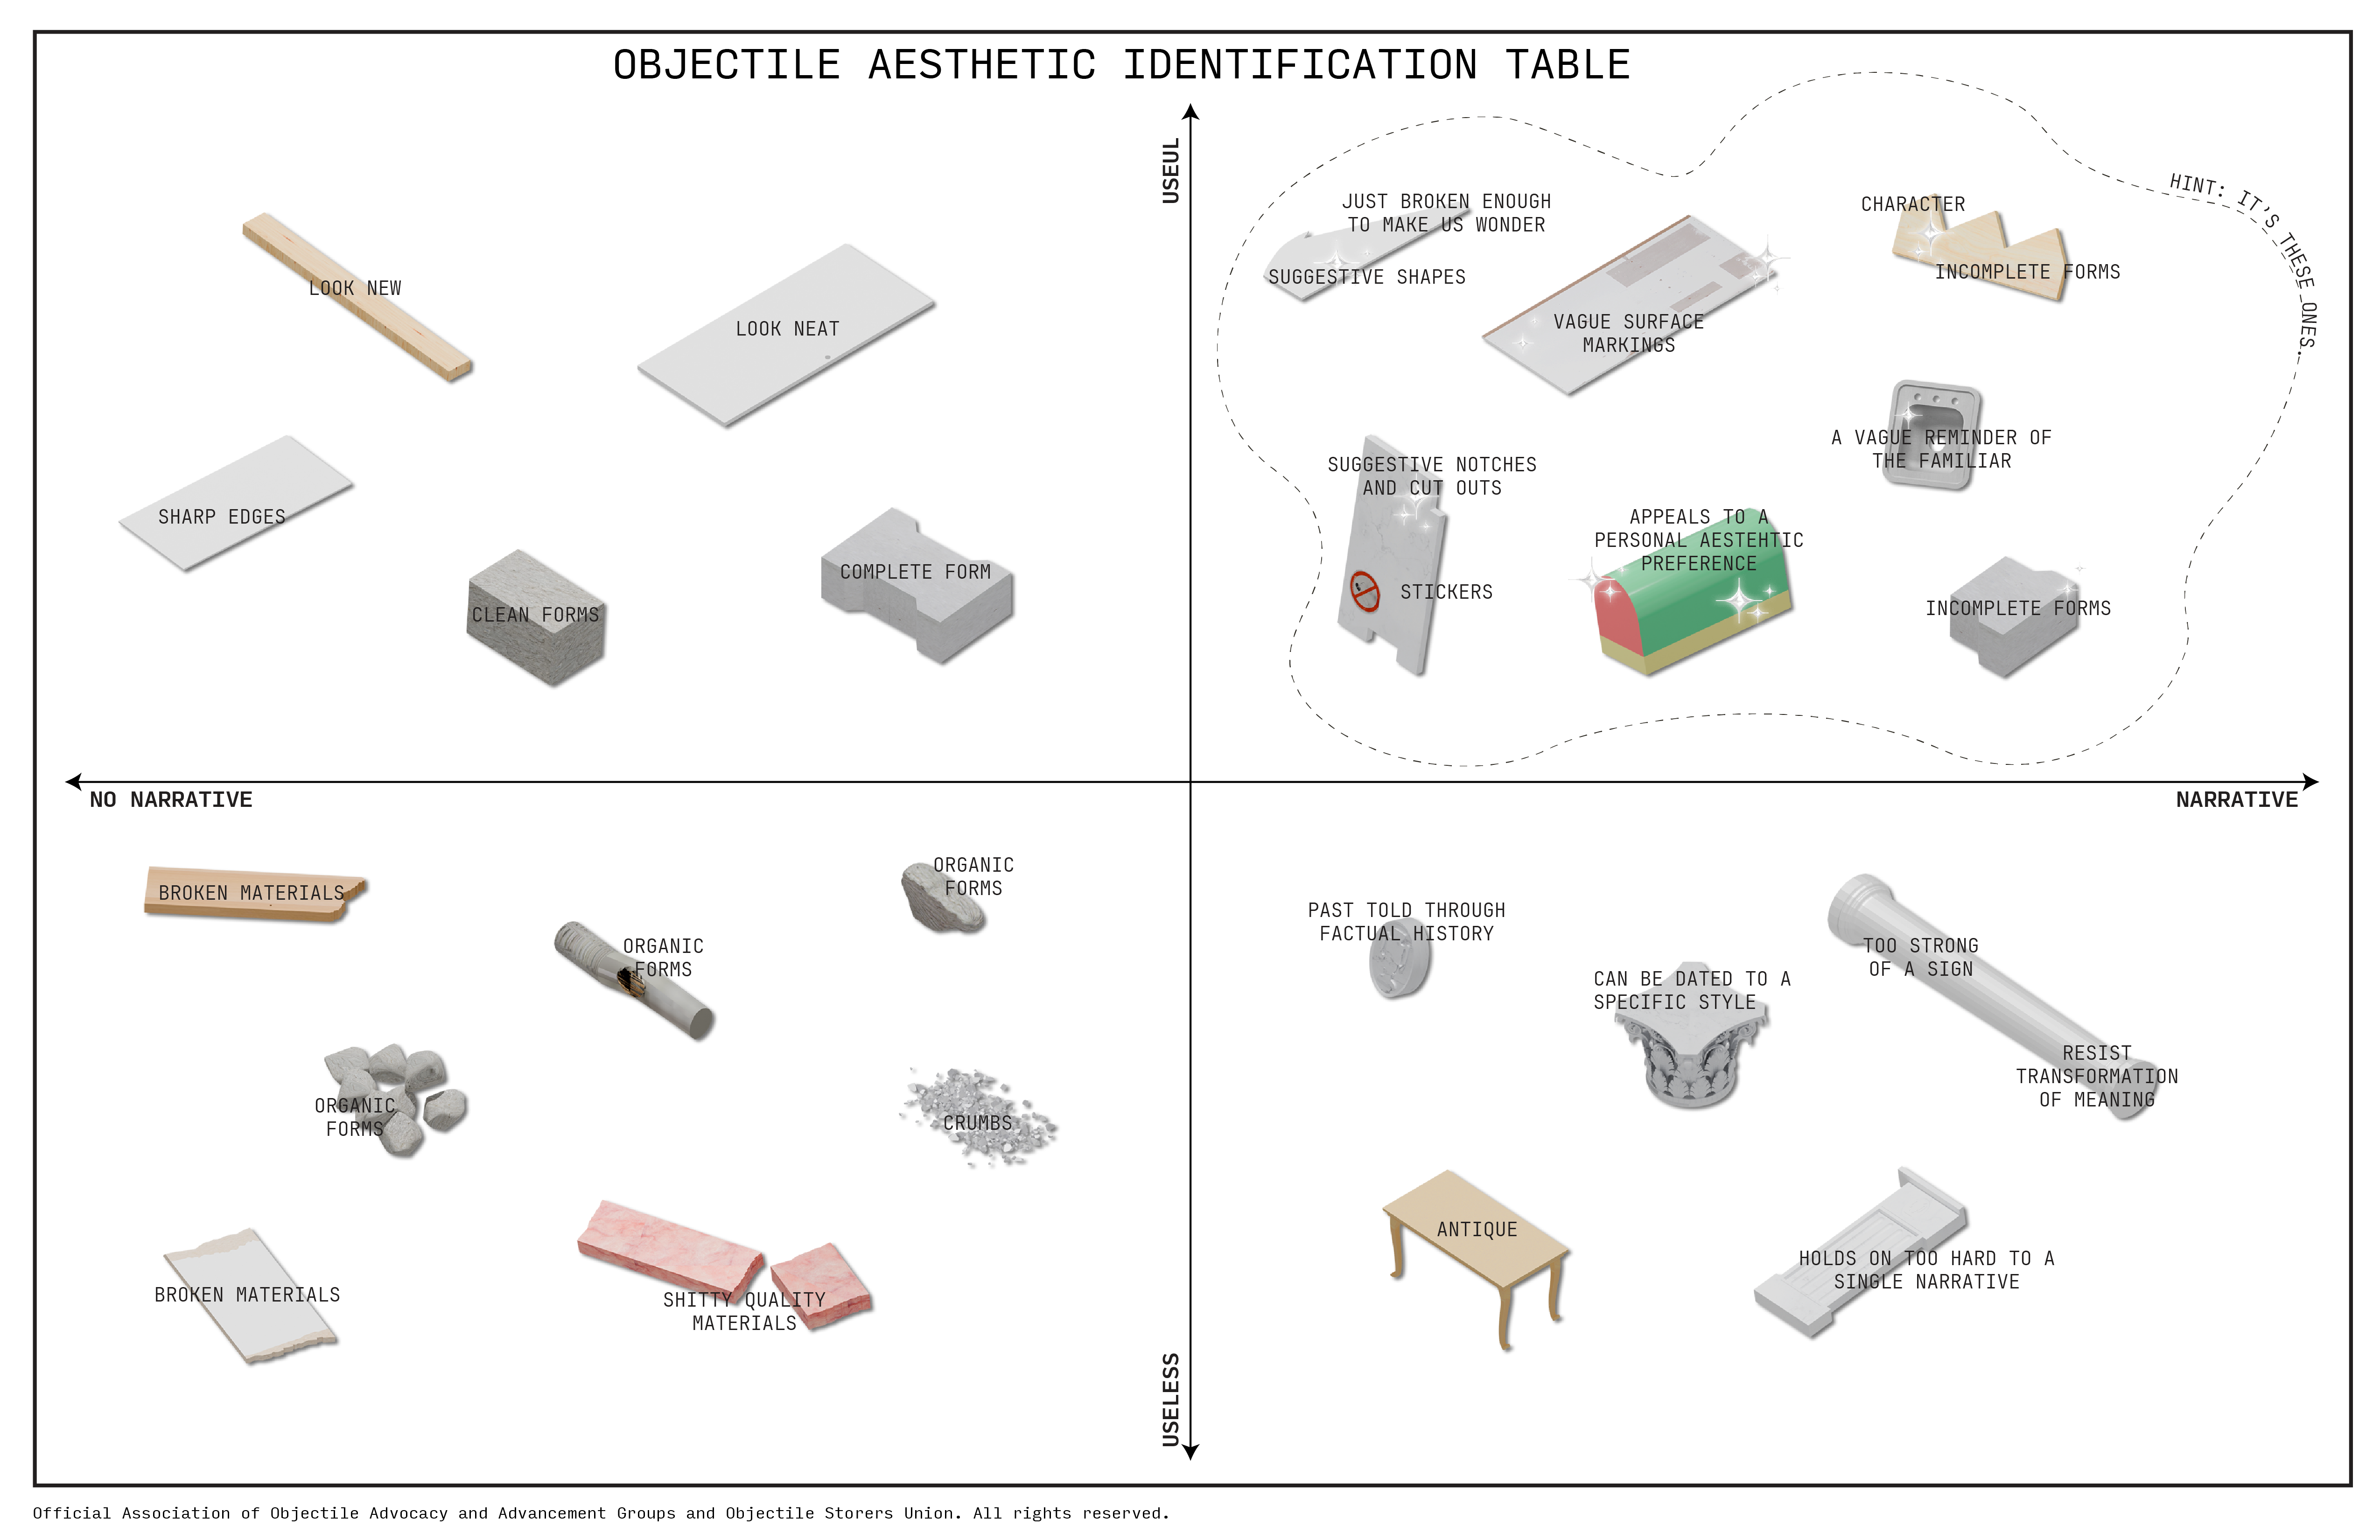 OBJECTILE AESTHETIC IDENTIFICATION TABLE
USEUL
LOOK NEW
LOOK NEAT
SHARP EDGES
CLEAN FORMS
COMPLETE FORM
JUST BROKEN ENOUGH
TO MAKE US WONDER
SUGGESTIVE SHAPES
VAGUE SURFACE
MARKINGS
CHARACTER
INCOMPLETE FORMS
HINT: IT'S THESE ONES.
A VAGUE REMINDER OF
THE FAMILIAR
SUGGESTIVE NOTCHES
AND CUT OUTS
STICKERS
APPEALS TO A
PERSONAL AESTEHTIC
PREFERENCE
INCOMPLETE FORMS
NO NARRATIVE
NARRATIVE
BROKEN MATERIALS
ORGANIC
FORMS
ORGANIC
FORMS
ORGANIC
FORMS
CRUMBS
BROKEN MATERIALS
SHITTY QUALITY
MATERIALS
PAST TOLD THROUGH
FACTUAL HISTORY
CAN BE DATED TO A
SPECIFIC STYLE
TOO STRONG
OF A SIGN
RESIST
TRANSFORMATION
OF MEANING
ANTIQUE
HOLDS ON TOO HARD TO A
SINGLE NARRATIVE
USELESS
Official Association of Objectile Advocacy and Advancement Groups and Objectile Storers Union. All rights reserved.